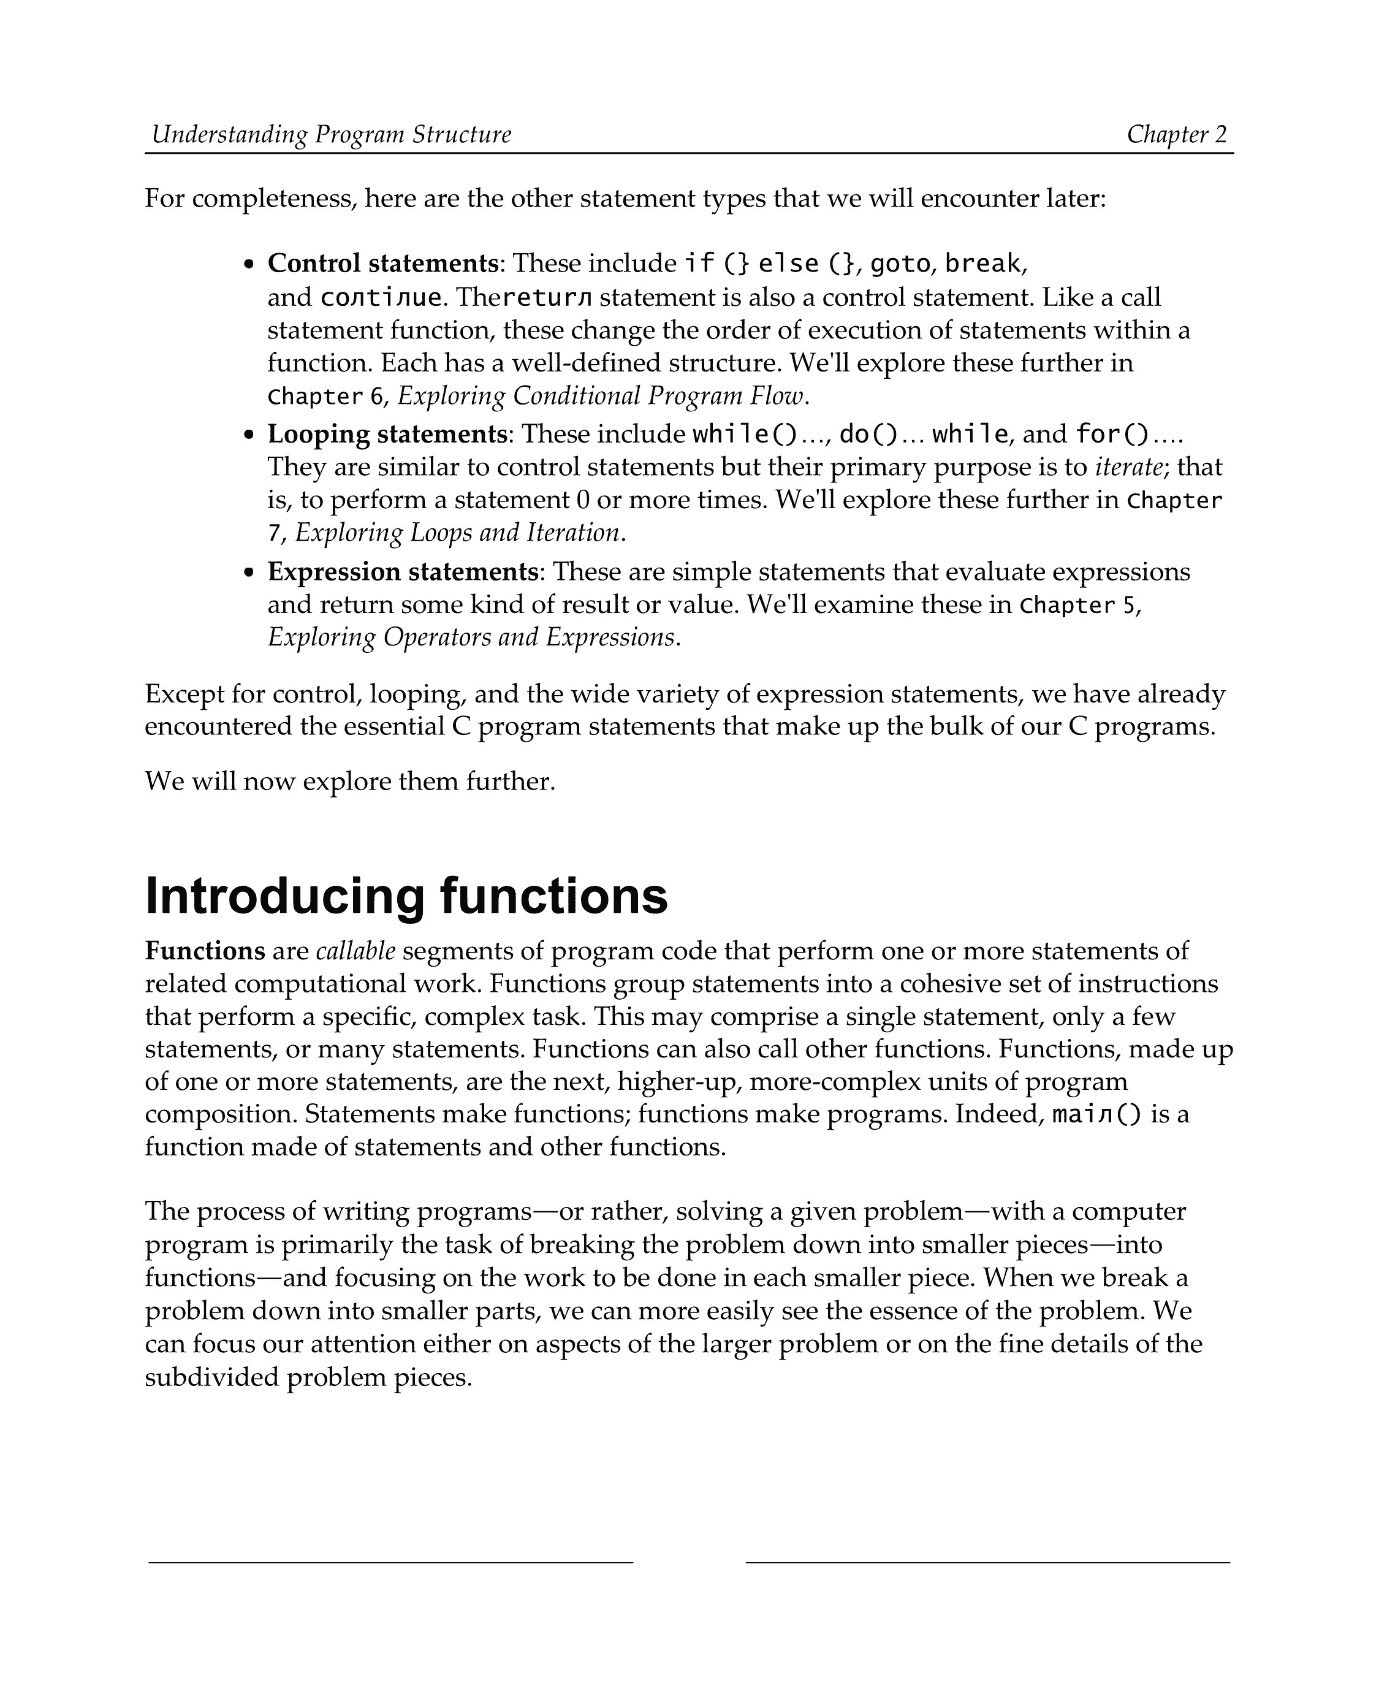 Understanding Program Structure Chapter 2
For completeness, here are the other statement types that we will encounter later:
• Control statements: These include if (} else (}, goto, break,
and coлtiлue. Thereturл statement is also a control statement. Like a call
statement function, these change the order of execution of statements within a
function. Each has a well-defined structure. We'll explore these further in
Chapter 6, Exploring Conditional Program Flow.
• Looping statements: These include while()…, do()… while, and for()….
They are similar to control statements but their primary purpose is to iterate; that
is, to perform a statement 0 or more times. We'll explore these further in Chapter
7, Exploring Loops and Iteration.
• Expression statements: These are simple statements that evaluate expressions
and return some kind of result or value. We'll examine these in Chapter 5,
Exploring Operators and Expressions.
Except for control, looping, and the wide variety of expression statements, we have already
encountered the essential C program statements that make up the bulk of our C programs.
We will now explore them further.
Introducing functions
Functions are callable segments of program code that perform one or more statements of
related computational work. Functions group statements into a cohesive set of instructions
that perform a specific, complex task. This may comprise a single statement, only a few
statements, or many statements. Functions can also call other functions. Functions, made up
of one or more statements, are the next, higher-up, more-complex units of program
composition. Statements make functions; functions make programs. Indeed, maiл() is a
function made of statements and other functions.
The process of writing programs—or rather, solving a given problem—with a computer
program is primarily the task of breaking the problem down into smaller pieces—into
functions—and focusing on the work to be done in each smaller piece. When we break a
problem down into smaller parts, we can more easily see the essence of the problem. We
can focus our attention either on aspects of the larger problem or on the fine details of the
subdivided problem pieces.